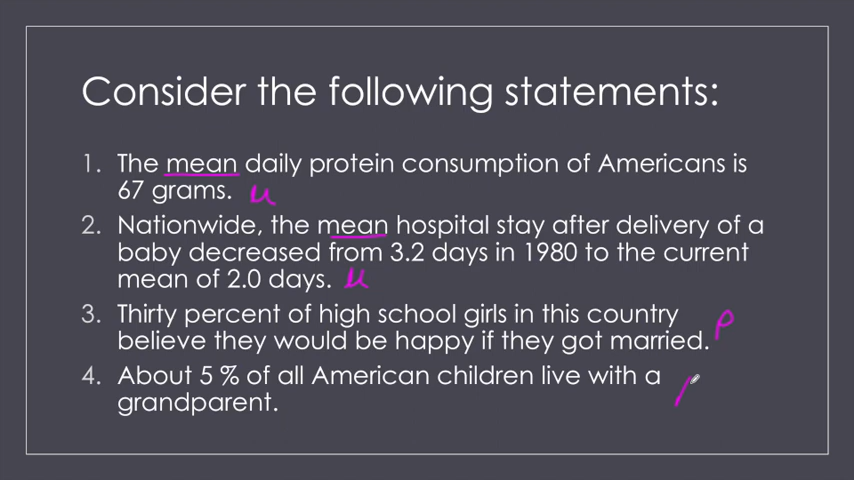 Consider the following statements:
1. The mean daily protein consumption of Americans is
67 grams. μ
2. Nationwide, the mean hospital stay after delivery of a
baby decreased from 3.2 days in 1980 to the current
mean of 2.0 days. μ
3. Thirty percent of high school girls in this country
believe they would be happy if they got married. p
4. About 5 % of all American children live with a
grandparent.